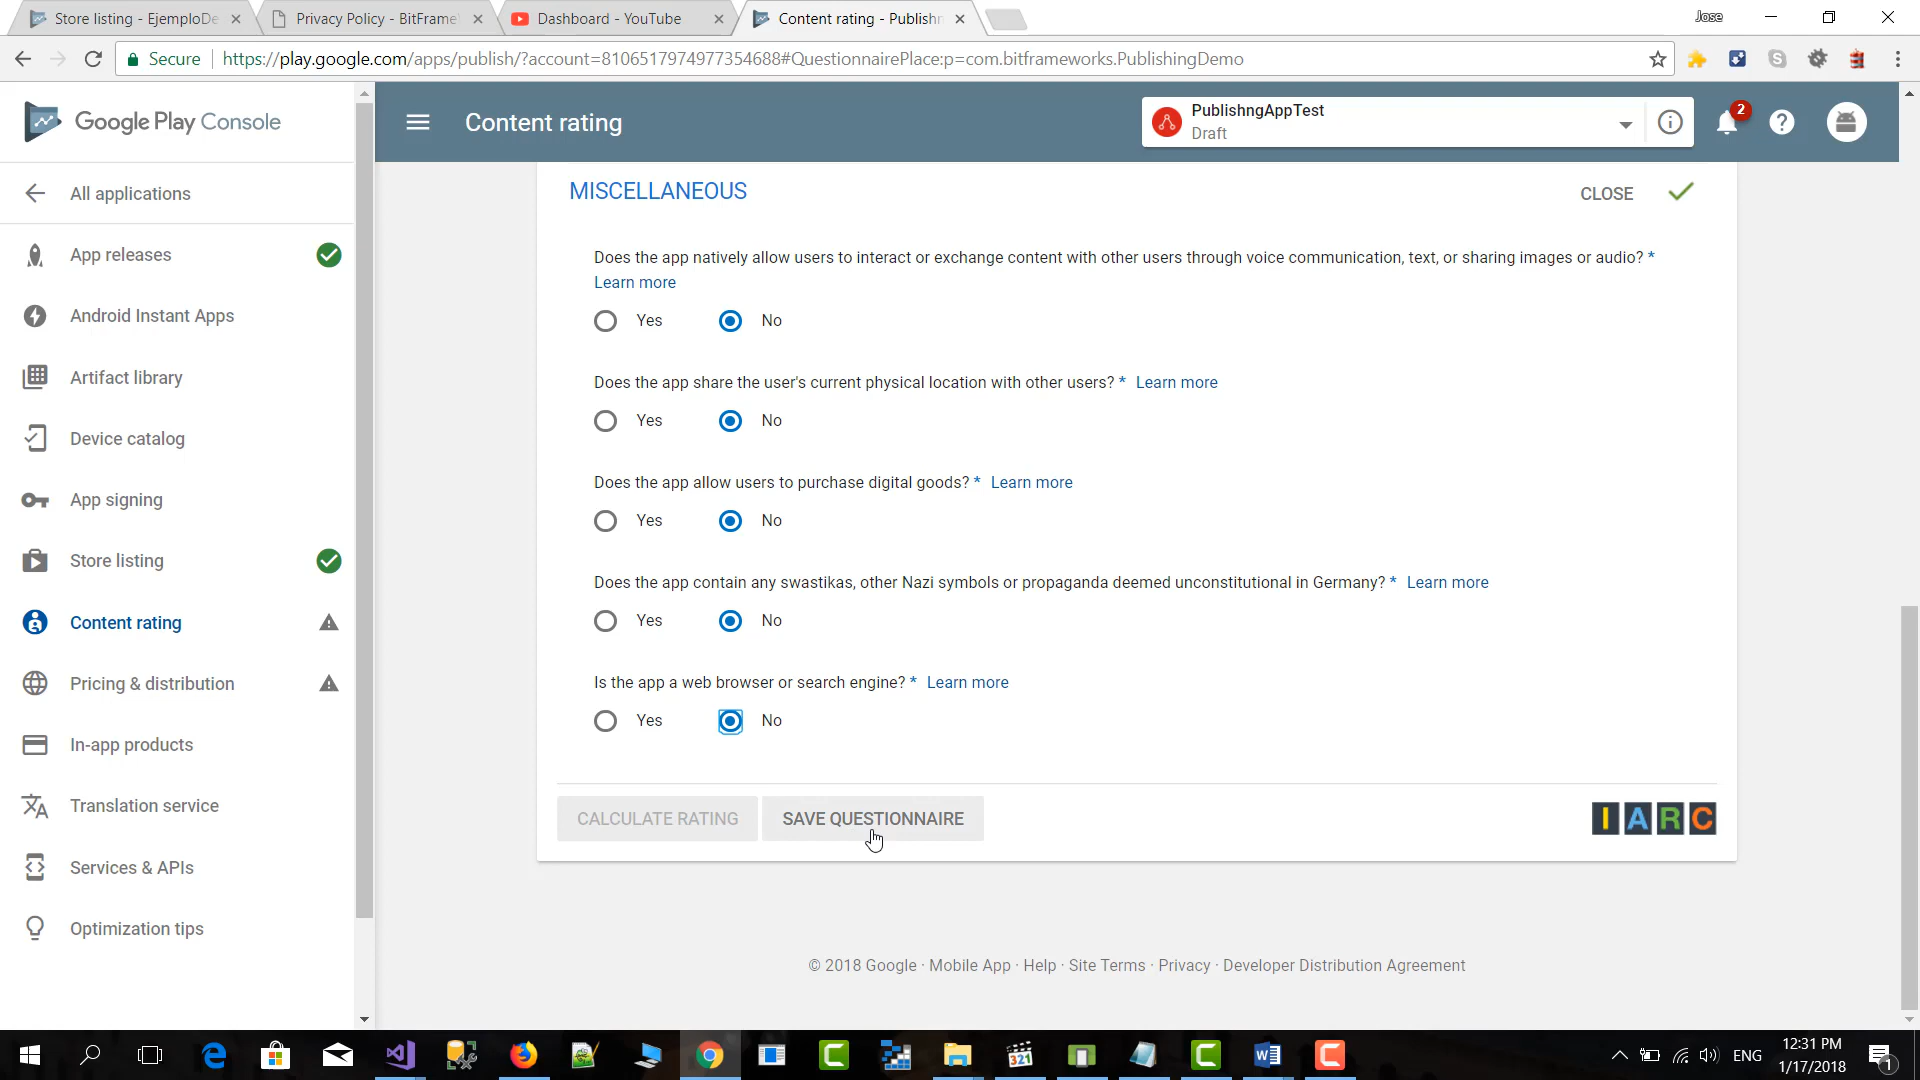 Store listing - EjemploDe
Privacy Policy - BitFrame
Dashboard - YouTube
Content rating - Publishn
Jose
Secure
https://play.google.com/apps/publish/?account=8106517974977354688#QuestionnairePlace:p=com.bitframeworks.PublishingDemo
Google Play Console
Content rating
PublishngAppTest
Draft
2
All applications
App releases
Android Instant Apps
Artifact library
Device catalog
App signing
Store listing
Content rating
Pricing & distribution
In-app products
Translation service
Services & APIs
Optimization tips
MISCELLANEOUS
CLOSE
Does the app natively allow users to interact or exchange content with other users through voice communication, text, or sharing images or audio? *
Learn more
Yes No
Does the app share the user's current physical location with other users? * Learn more
Yes No
Does the app allow users to purchase digital goods? * Learn more
Yes No
Does the app contain any swastikas, other Nazi symbols or propaganda deemed unconstitutional in Germany? * Learn more
Yes No
Is the app a web browser or search engine? * Learn more
Yes No
CALCULATE RATING
SAVE QUESTIONNAIRE
IARC
© 2018 Google · Mobile App · Help · Site Terms · Privacy · Developer Distribution Agreement
321
ENG
12:31 PM
1/17/2018
1